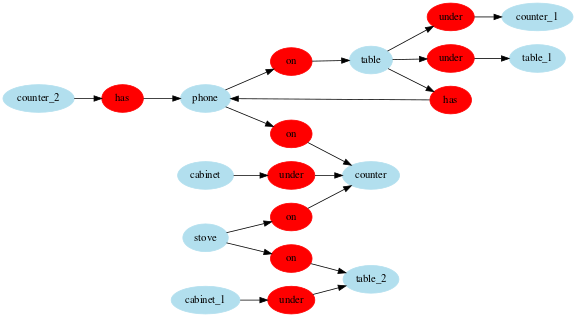 under
counter_1
on
table
under
table_1
counter_2
has
phone
has
on
cabinet
under
counter
on
stove
on
table_2
cabinet_1
under